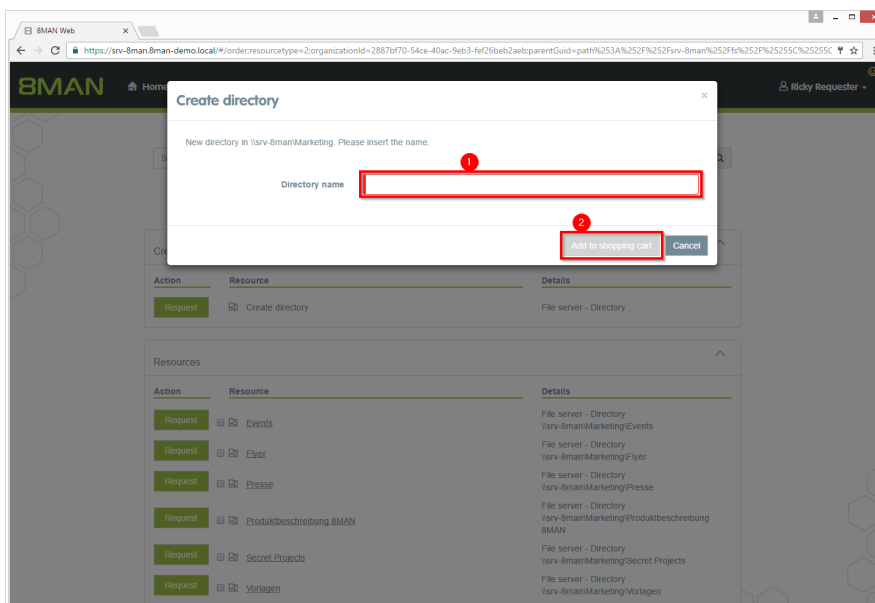 8MAN Web
https://srv-8man.8man-demo.local/#/order:resourcetype=2;organizationId=2887bf70-54ce-40ac-9eb3-fef26beb2aeb;parentGuid=path%253A%252F%252Fsrv-8man%252Ffs%252F%25255C%25255C
8MAN
Home
Ricky Requester
Create directory
×
New directory in \\srv-8man\Marketing. Please insert the name.
1
Directory name
2
Add to shopping cart
Cancel
Cre
Action Resource Details
Request Create directory File server - Directory
Resources
Action Resource Details
Request Events File server - Directory
\\srv-8man\Marketing\Events
Request Flyer File server - Directory
\\srv-8man\Marketing\Flyer
Request Presse File server - Directory
\\srv-8man\Marketing\Presse
Request Produktbeschreibung 8MAN File server - Directory
\\srv-8man\Marketing\Produktbeschreibung
8MAN
Request Secret Projects File server - Directory
\\srv-8man\Marketing\Secret Projects
Request Vorlagen File server - Directory
\\srv-8man\Marketing\Vorlagen